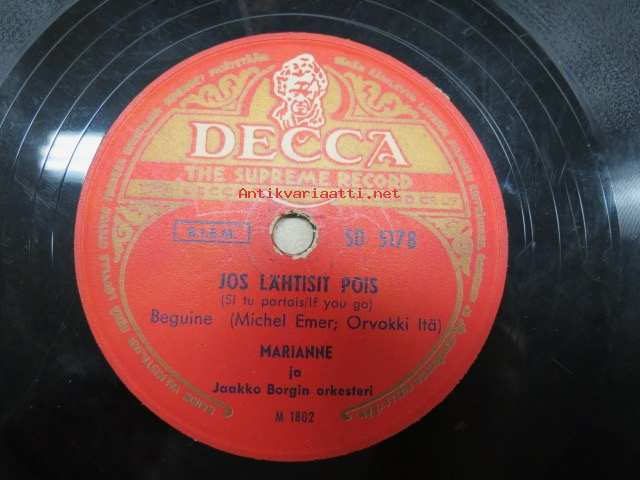 DECCA
THE SUPREME RECORD
Antikvariaatti.net
B.I.E.M.
SD 5178
JOS LÄHTISIT POIS
(Si tu partais/If you go)
Beguine (Michel Emer; Orvokki Itä)
MARIANNE
ja
Jaakko Borgin orkesteri
M 1802